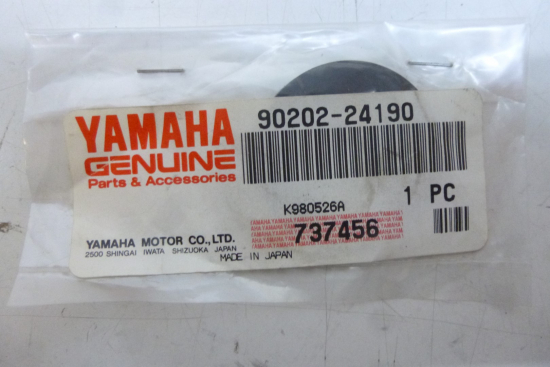 YAMAHA
GENUINE
Parts & Accessories
90202-24190
K980526A
1 PC
737456
YAMAHA MOTOR CO.,LTD.
2500 SHINGAI IWATA SHIZUOKA JAPAN
MADE IN JAPAN